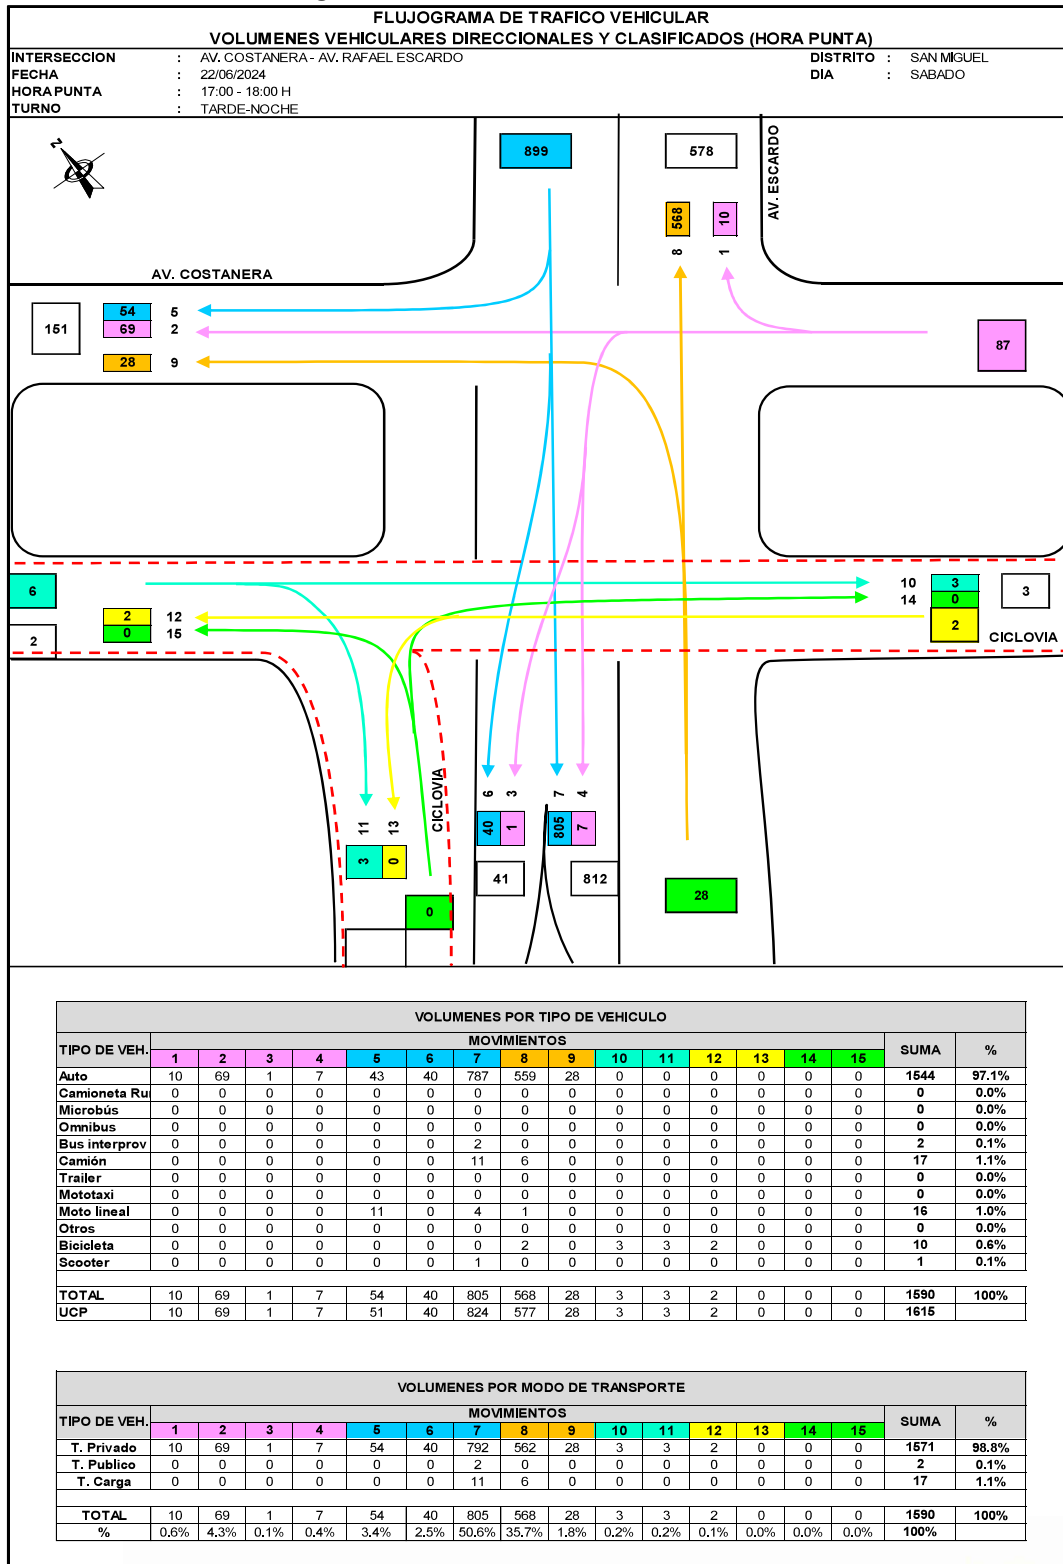 FLUJOGRAMA DE TRAFICO VEHICULAR
VOLUMENES VEHICULARES DIRECCIONALES Y CLASIFICADOS (HORA PUNTA)
INTERSECCION : AV. COSTANERA - AV. RAFAEL ESCARDO DISTRITO : SAN MIGUEL
FECHA : 22/06/2024 DIA : SABADO
HORA PUNTA : 17:00 - 18:00 H
TURNO : TARDE-NOCHE
N
899 578
AV. ESCARDO
568 10
8 1
AV. COSTANERA
54 5
151 69 2
28 9
87
6
2 12
0 15
2
10 3
14 0
3
2
CICLOVIA
CICLOVIA
11 13
3 0
6 3 7 4
40 1 805 7
41 812
0
28
VOLUMENES POR TIPO DE VEHICULO
TIPO DE VEH. MOVIMIENTOS SUMA %
1 2 3 4 5 6 7 8 9 10 11 12 13 14 15
Auto 10 69 1 7 43 40 787 559 28 0 0 0 0 0 0 1544 97.1%
Camioneta Ru 0 0 0 0 0 0 0 0 0 0 0 0 0 0 0 0 0.0%
Microbús 0 0 0 0 0 0 0 0 0 0 0 0 0 0 0 0 0.0%
Omnibus 0 0 0 0 0 0 0 0 0 0 0 0 0 0 0 0 0.0%
Bus interprov 0 0 0 0 0 0 2 0 0 0 0 0 0 0 0 2 0.1%
Camión 0 0 0 0 0 0 11 6 0 0 0 0 0 0 0 17 1.1%
Trailer 0 0 0 0 0 0 0 0 0 0 0 0 0 0 0 0 0.0%
Mototaxi 0 0 0 0 0 0 0 0 0 0 0 0 0 0 0 0 0.0%
Moto lineal 0 0 0 0 11 0 4 1 0 0 0 0 0 0 0 16 1.0%
Otros 0 0 0 0 0 0 0 0 0 0 0 0 0 0 0 0 0.0%
Bicicleta 0 0 0 0 0 0 0 2 0 3 3 2 0 0 0 10 0.6%
Scooter 0 0 0 0 0 0 1 0 0 0 0 0 0 0 0 1 0.1%
TOTAL 10 69 1 7 54 40 805 568 28 3 3 2 0 0 0 1590 100%
UCP 10 69 1 7 51 40 824 577 28 3 3 2 0 0 0 1615
VOLUMENES POR MODO DE TRANSPORTE
TIPO DE VEH. MOVIMIENTOS SUMA %
1 2 3 4 5 6 7 8 9 10 11 12 13 14 15
T. Privado 10 69 1 7 54 40 792 562 28 3 3 2 0 0 0 1571 98.8%
T. Publico 0 0 0 0 0 0 2 0 0 0 0 0 0 0 0 2 0.1%
T. Carga 0 0 0 0 0 0 11 6 0 0 0 0 0 0 0 17 1.1%
TOTAL 10 69 1 7 54 40 805 568 28 3 3 2 0 0 0 1590 100%
% 0.6% 4.3% 0.1% 0.4% 3.4% 2.5% 50.6% 35.7% 1.8% 0.2% 0.2% 0.1% 0.0% 0.0% 0.0% 100%